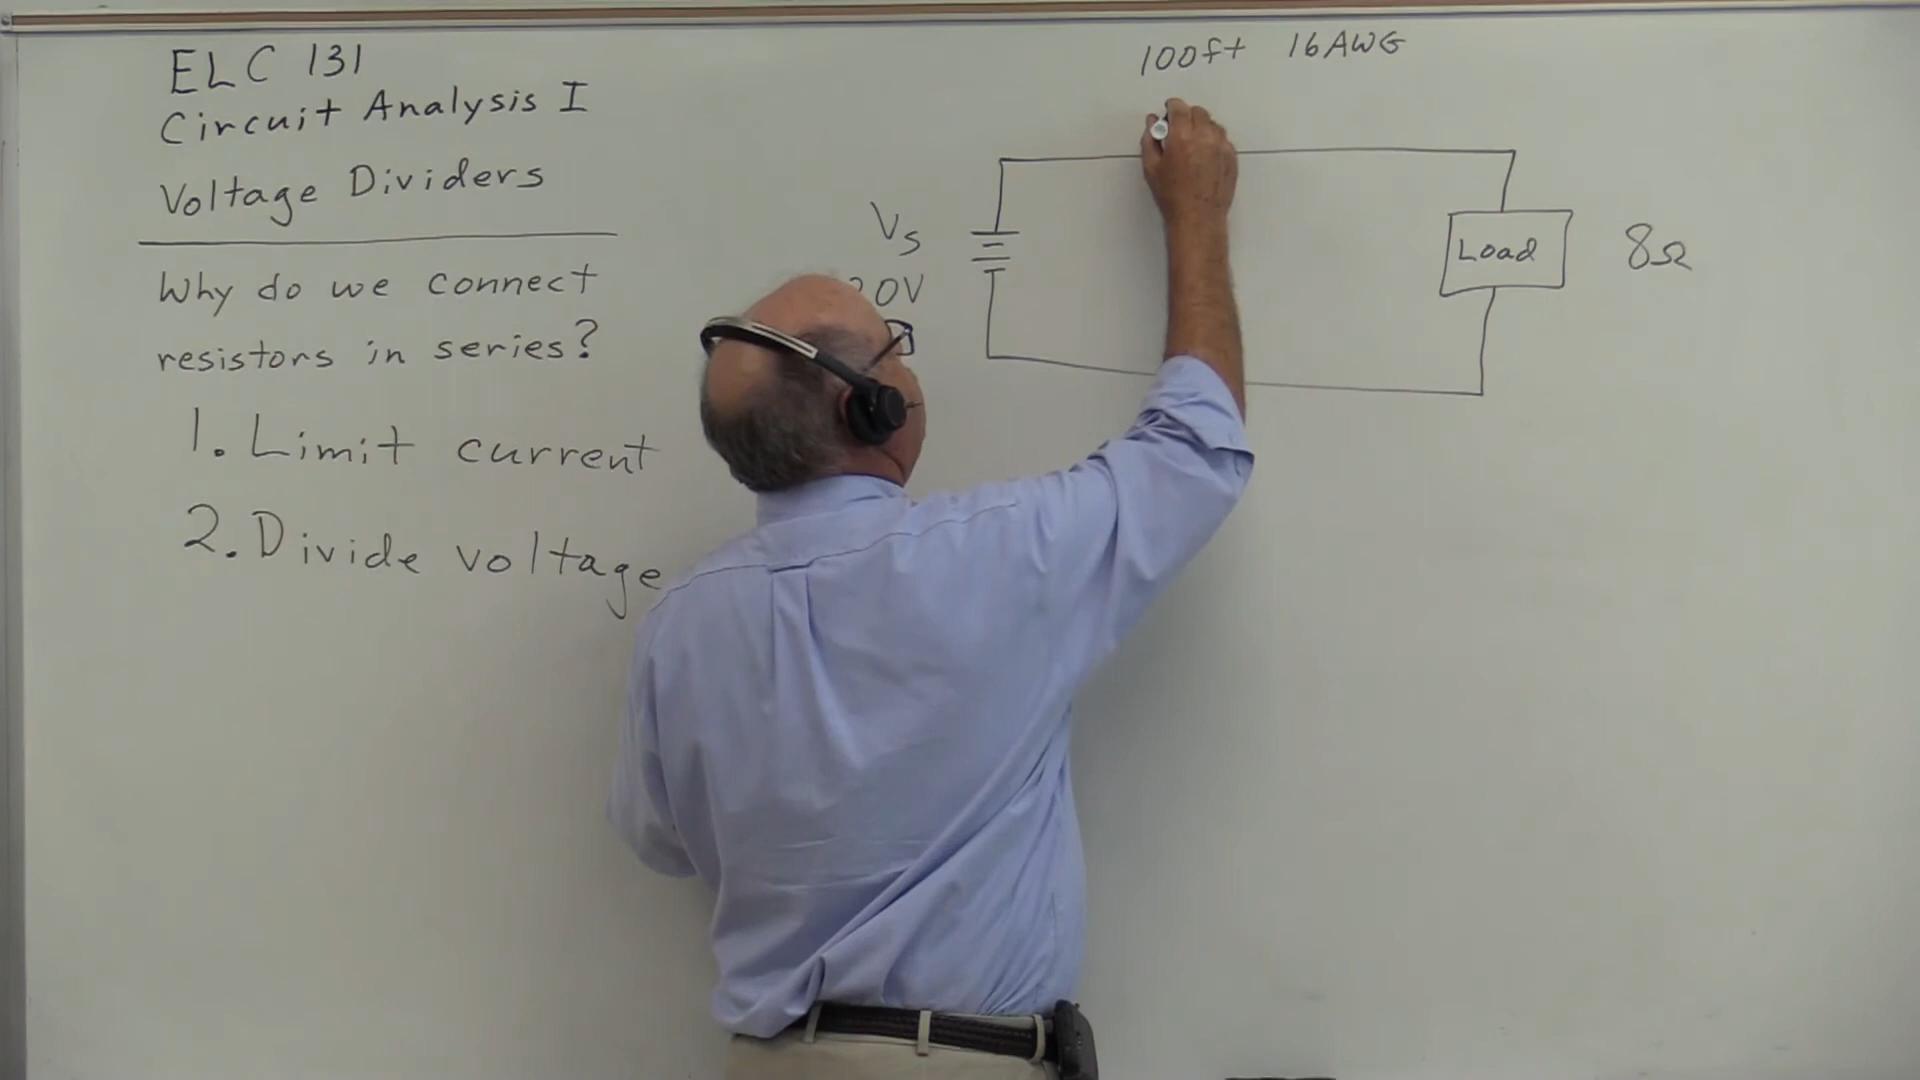 ELC 131
Circuit Analysis I
Voltage Dividers
Why do we connect
resistors in series?
1. Limit current
2. Divide voltage
100ft 16AWG
Vs
Load
8Ω